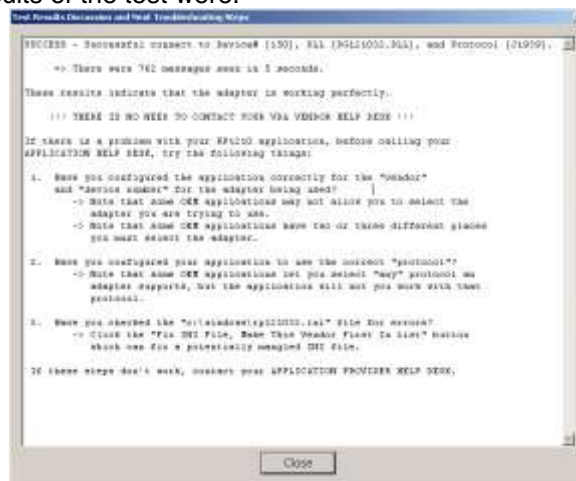 sults of the test were:
Test Results Discussion and Next Troubleshooting Steps
SUCCESS - Successful connect to Device# [150], DLL [DGL21032.DLL], and Protocol [J1939].
=> There were 762 messages seen in 5 seconds.
These results indicate that the adapter is working perfectly.
!!! THERE IS NO NEED TO CONTACT YOUR VDA VENDOR HELP DESK !!!
If there is a problem with your RP1210 application, before calling your
APPLICATION HELP DESK, try the following things:
1. Have you configured the application correctly for the "vendor"
and "device number" for the adapter being used?
-> Note that some OEM applications may not allow you to select the
adapter you are trying to use.
-> Note that some OEM applications have two or three different places
you must select the adapter.
2. Have you configured your application to use the correct "protocol"?
-> Note that some OEM applications let you select "any" protocol an
adapter supports, but the application will not work with that
protocol.
3. Have you checked the "c:\windows\rp121032.ini" file for errors?
-> Click the "Fix INI File, Make This Vendor First In List" button
which can fix a potentially mangled INI file.
If these steps don't work, contact your APPLICATION PROVIDER HELP DESK.
Close